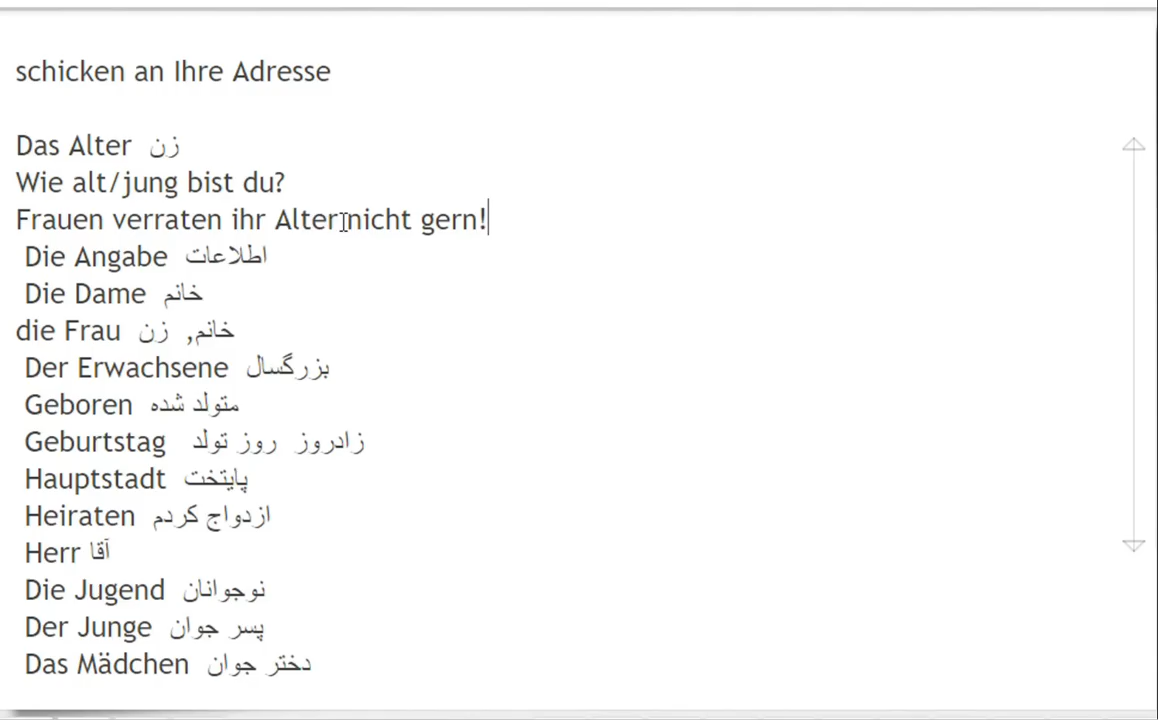 schicken an Ihre Adresse
Das Alter زن
Wie alt/jung bist du?
Frauen verraten ihr Alter nicht gern!
Die Angabe اطلاعات
Die Dame خانم
die Frau خانم, زن
Der Erwachsene بزرگسال
Geboren متولد شده
Geburtstag زادروز روز تولد
Hauptstadt پایتخت
Heiraten ازدواج کردم
Herr آقا
Die Jugend نوجوانان
Der Junge پسر جوان
Das Mädchen دختر جوان